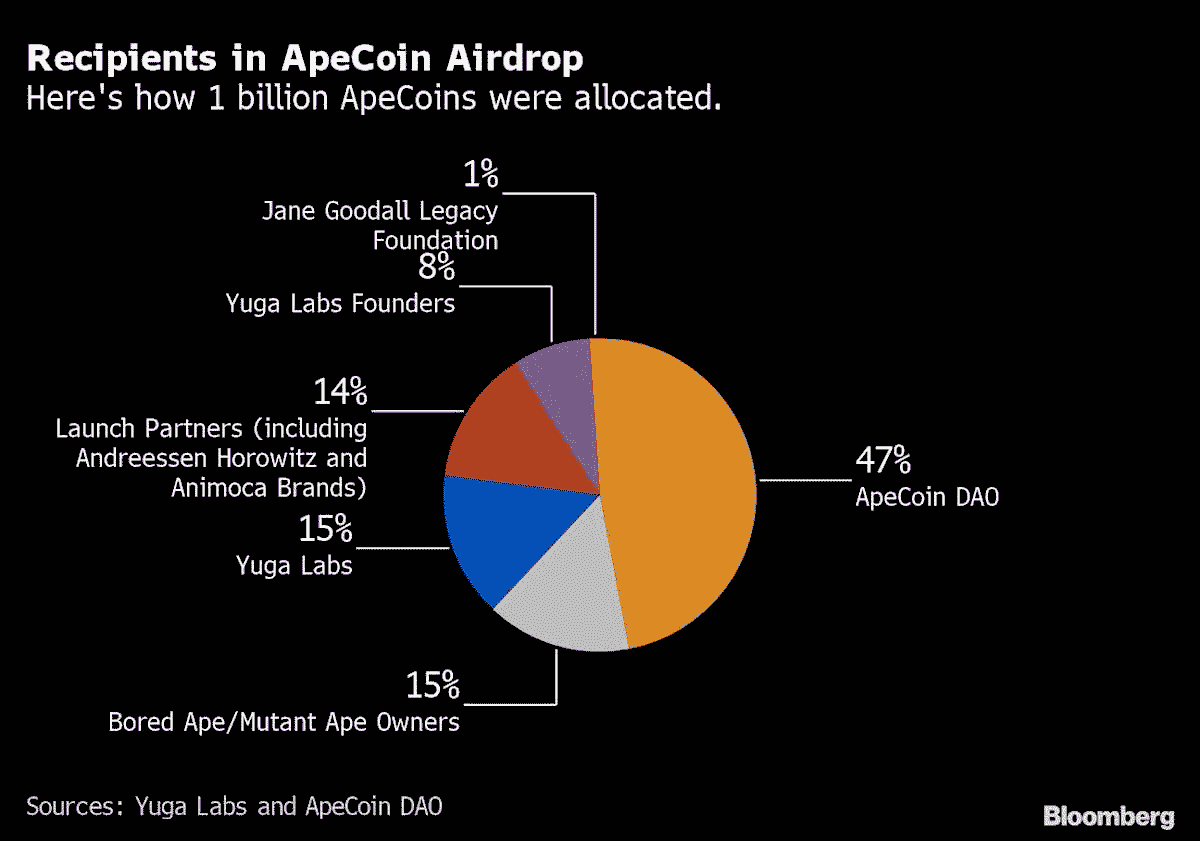 Recipients in ApeCoin Airdrop
Here's how 1 billion ApeCoins were allocated.
1%
Jane Goodall Legacy
Foundation
8%
Yuga Labs Founders
14%
Launch Partners (including
Andreessen Horowitz and
Animoca Brands)
47%
ApeCoin DAO
15%
Yuga Labs
15%
Bored Ape/Mutant Ape Owners
Sources: Yuga Labs and ApeCoin DAO
Bloomberg